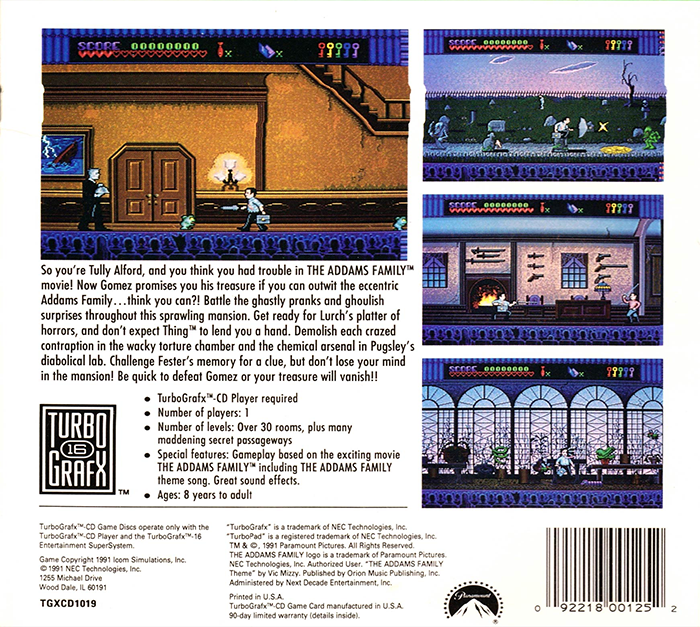 SCORE 00000000
SCORE 00000000
SCORE 00000000
SCORE 00000000
So you're Tully Alford, and you think you had trouble in THE ADDAMS FAMILY™
movie! Now Gomez promises you his treasure if you can outwit the eccentric
Addams Family...think you can?! Battle the ghastly pranks and ghoulish
surprises throughout this sprawling mansion. Get ready for Lurch's platter of
horrors, and don't expect Thing™ to lend you a hand. Demolish each crazed
contraption in the wacky torture chamber and the chemical arsenal in Pugsley's
diabolical lab. Challenge Fester's memory for a clue, but don't lose your mind
in the mansion! Be quick to defeat Gomez or your treasure will vanish!!
TURBO
16
GRAFX
™
• TurboGrafx™-CD Player required
• Number of players: 1
• Number of levels: Over 30 rooms, plus many
maddening secret passageways
• Special features: Gameplay based on the exciting movie
THE ADDAMS FAMILY™ including THE ADDAMS FAMILY
theme song. Great sound effects.
• Ages: 8 years to adult
TurboGrafx™-CD Game Discs operate only with the
TurboGrafx™-CD Player and the TurboGrafx™-16
Entertainment SuperSystem.
Game Copyright 1991 Icom Simulations, Inc.
©1991 NEC Technologies, Inc.
1255 Michael Drive
Wood Dale, IL 60191
TGXCD1019
"TurboGrafx" is a trademark of NEC Technologies, Inc.
"TurboPad" is a registered trademark of NEC Technologies, Inc.
TM & ©, 1991 Paramount Pictures. All Rights Reserved.
THE ADDAMS FAMILY logo is a trademark of Paramount Pictures.
NEC Technologies, Inc. Authorized User. "THE ADDAMS FAMILY
Theme" by Vic Mizzy. Published by Orion Music Publishing, Inc.
Administered by Next Decade Entertainment, Inc.
Printed in U.S.A.
TurboGrafx-CD Game Card manufactured in U.S.A.
90-day limited warranty (details inside).
Paramount
0 92218 00125 2